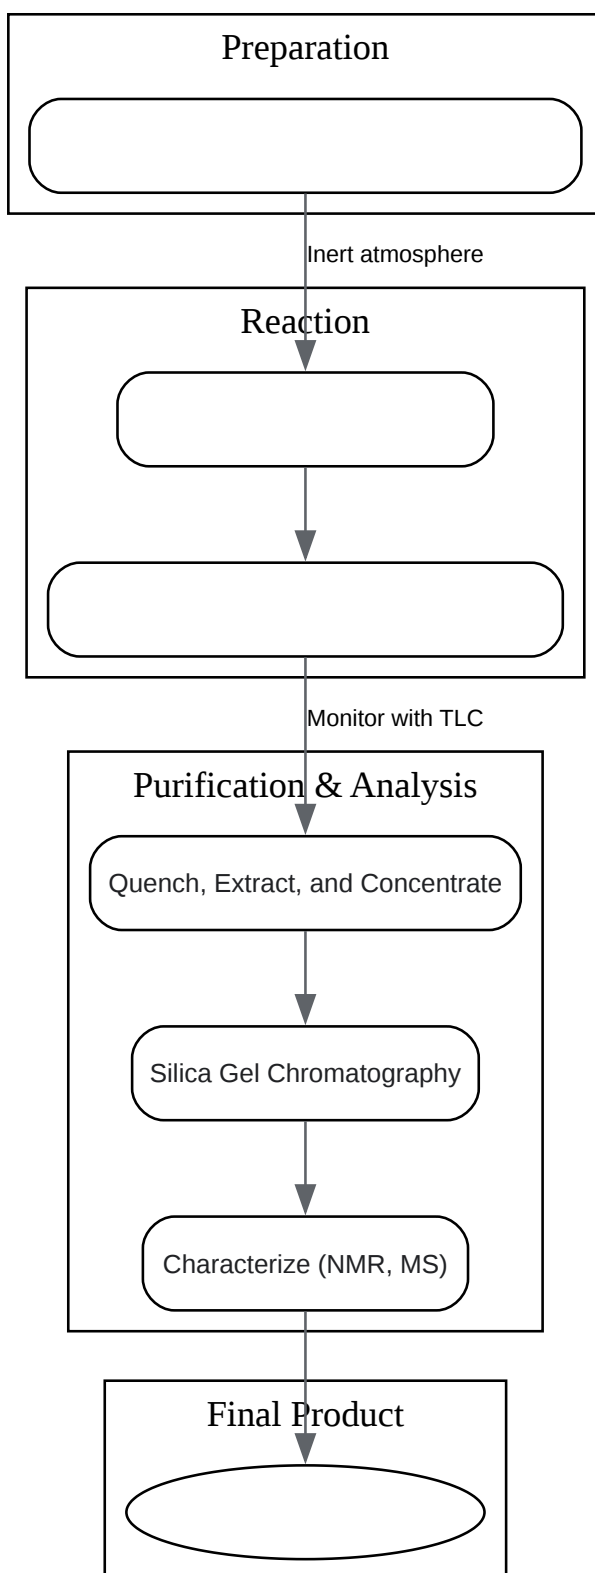 Preparation
Inert atmosphere
Reaction
Monitor with TLC
Purification & Analysis
Quench, Extract, and Concentrate
Silica Gel Chromatography
Characterize (NMR, MS)
Final Product